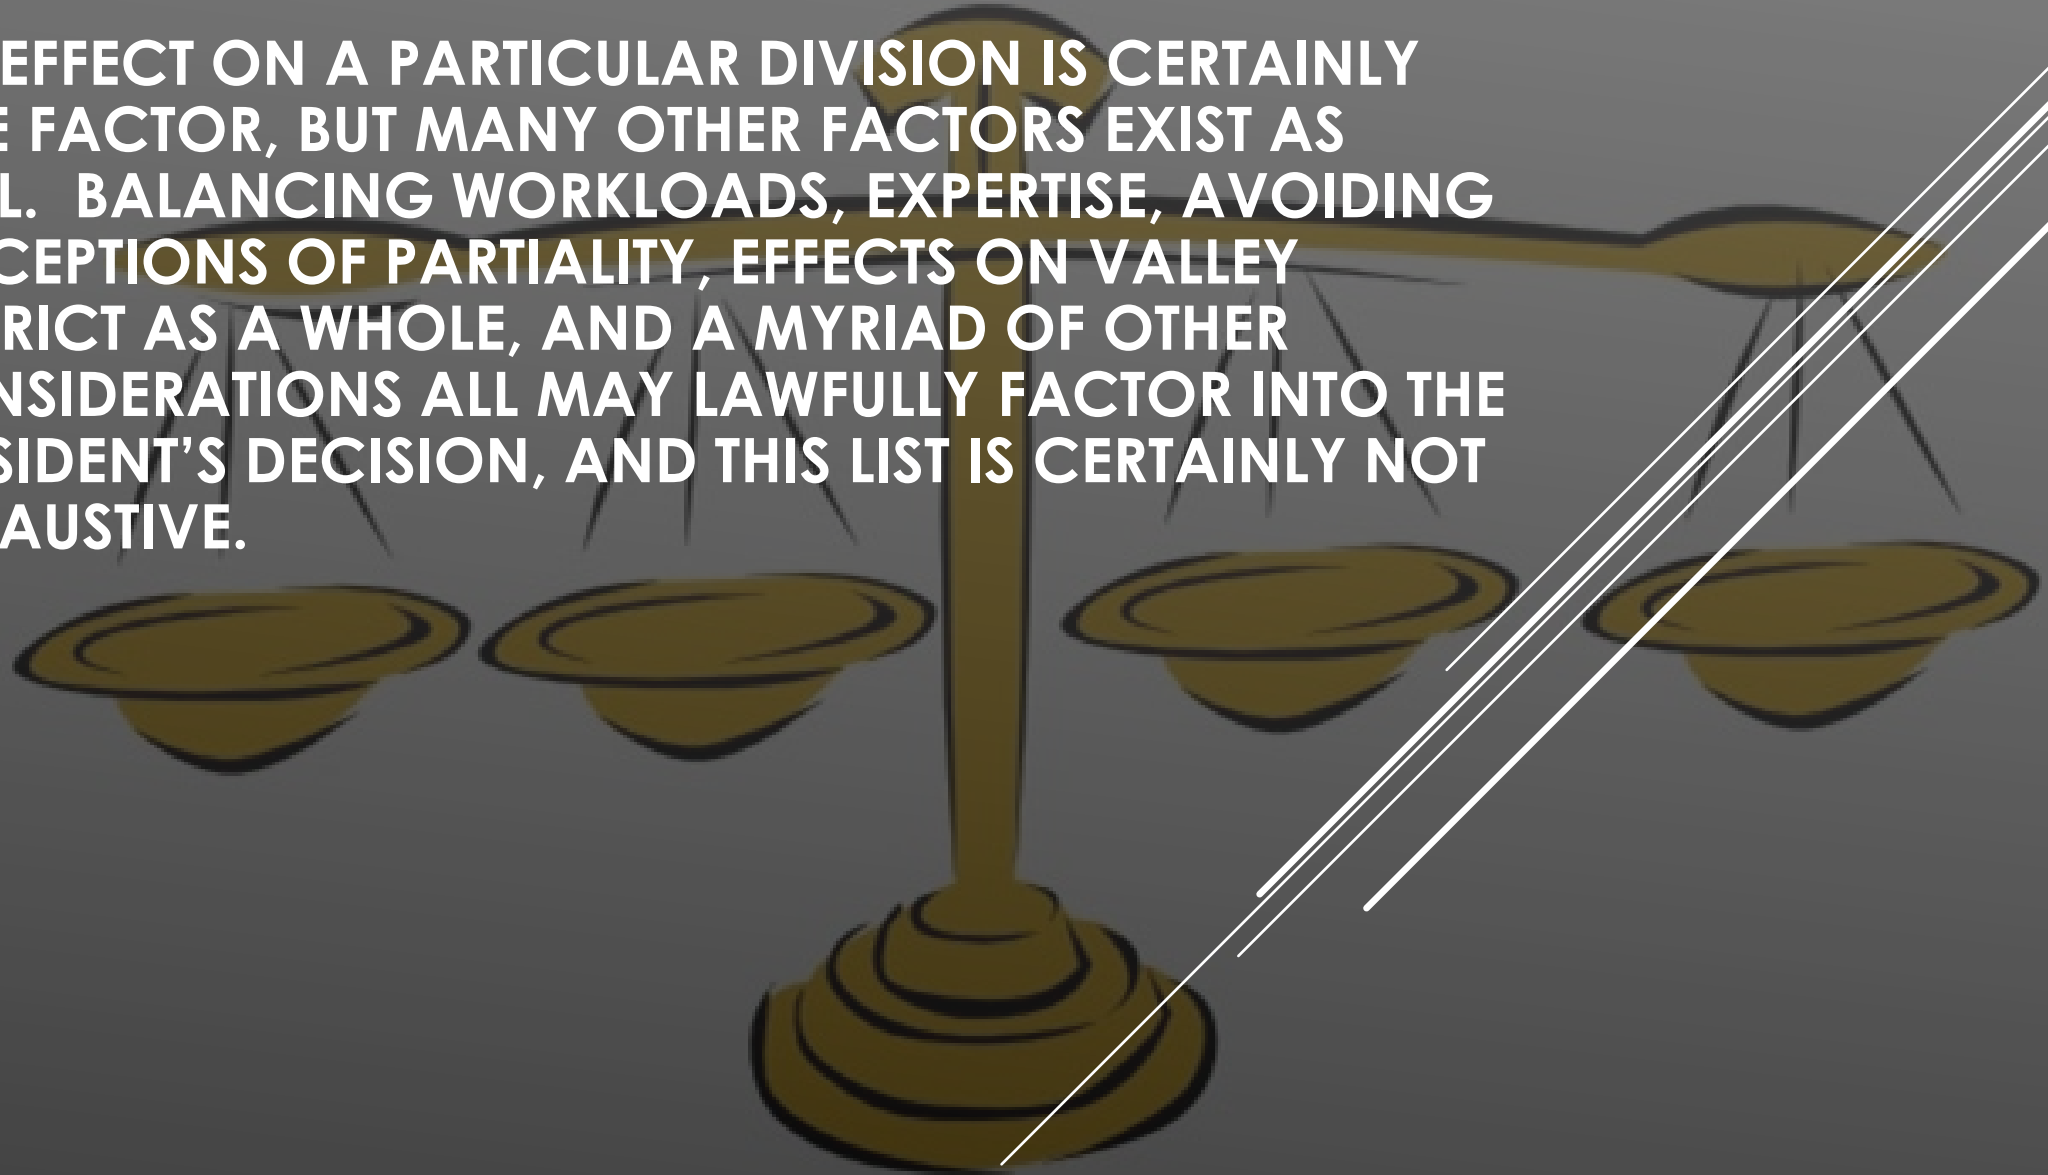 EFFECT ON A PARTICULAR DIVISION IS CERTAINLY
E FACTOR, BUT MANY OTHER FACTORS EXIST AS
L. BALANCING WORKLOADS, EXPERTISE, AVOIDING
CEPTIONS OF PARTIALITY, EFFECTS ON VALLEY
RICT AS A WHOLE, AND A MYRIAD OF OTHER
NSIDERATIONS ALL MAY LAWFULLY FACTOR INTO THE
SIDENT’S DECISION, AND THIS LIST IS CERTAINLY NOT
AUSTIVE.